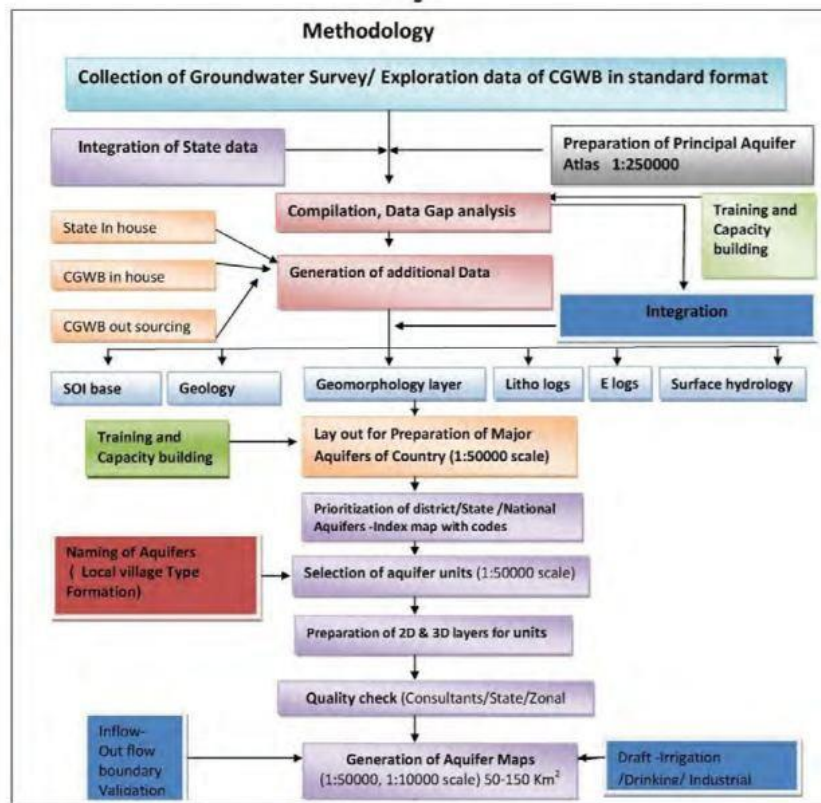 Methodology
Collection of Groundwater Survey/ Exploration data of CGWB in standard format
Integration of State data
Preparation of Principal Aquifer
Atlas 1:250000
Compilation, Data Gap analysis
Training and
Capacity
building
State In house
CGWB in house
CGWB out sourcing
Generation of additional Data
Integration
SOI base
Geology
Geomorphology layer
Litho logs
E logs
Surface hydrology
Training and
Capacity building
Lay out for Preparation of Major
Aquifers of Country (1:50000 scale)
Prioritization of district/State /National
Aquifers -Index map with codes
Naming of Aquifers
( Local village Type
Formation)
Selection of aquifer units (1:50000 scale)
Preparation of 2D & 3D layers for units
Quality check (Consultants/State/Zonal
Inflow-
Out flow
boundary
Validation
Generation of Aquifer Maps
(1:50000, 1:10000 scale) 50-150 Km²
Draft -Irrigation
/Drinking/ Industrial